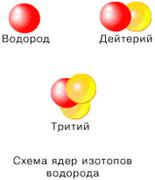 Водород
Дейтерий
Тритий
Схема ядер изотопов
водорода